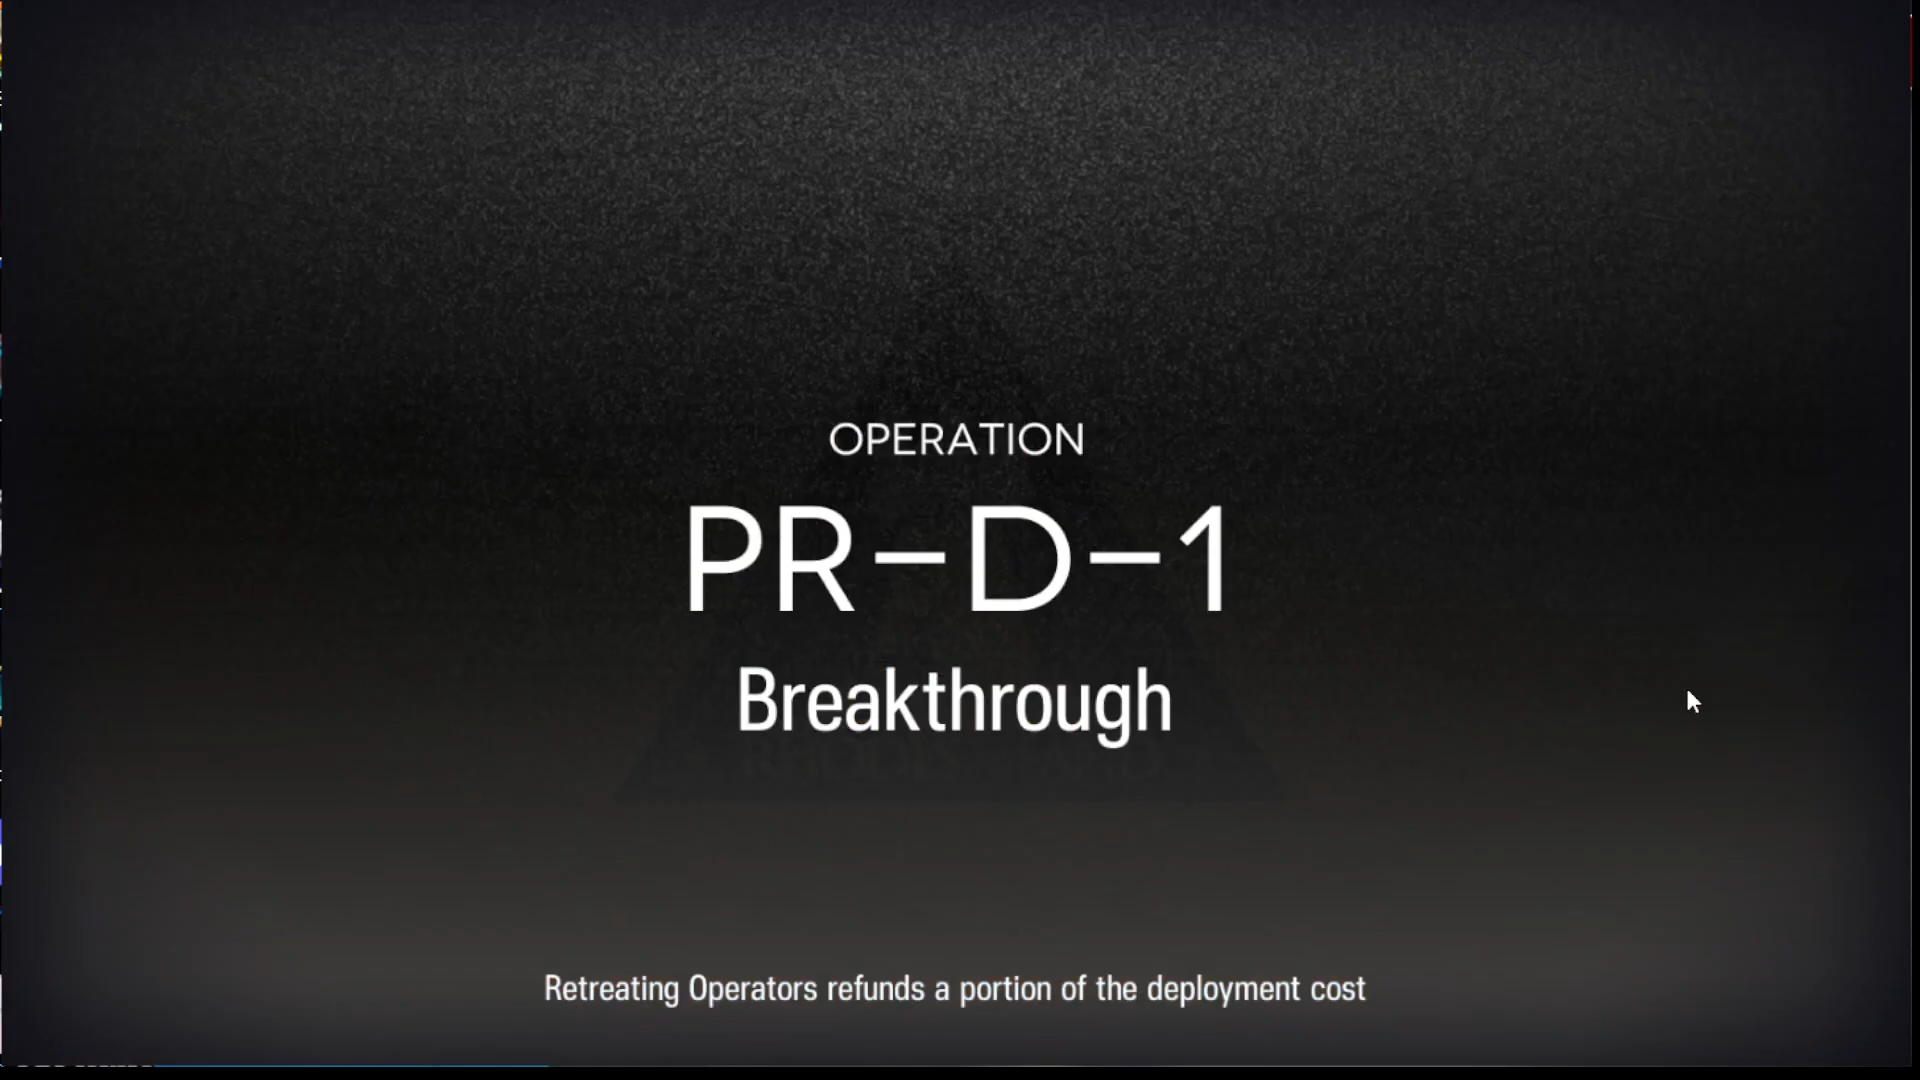 OPERATION
PR-D-1
Breakthrough
Retreating Operators refunds a portion of the deployment cost